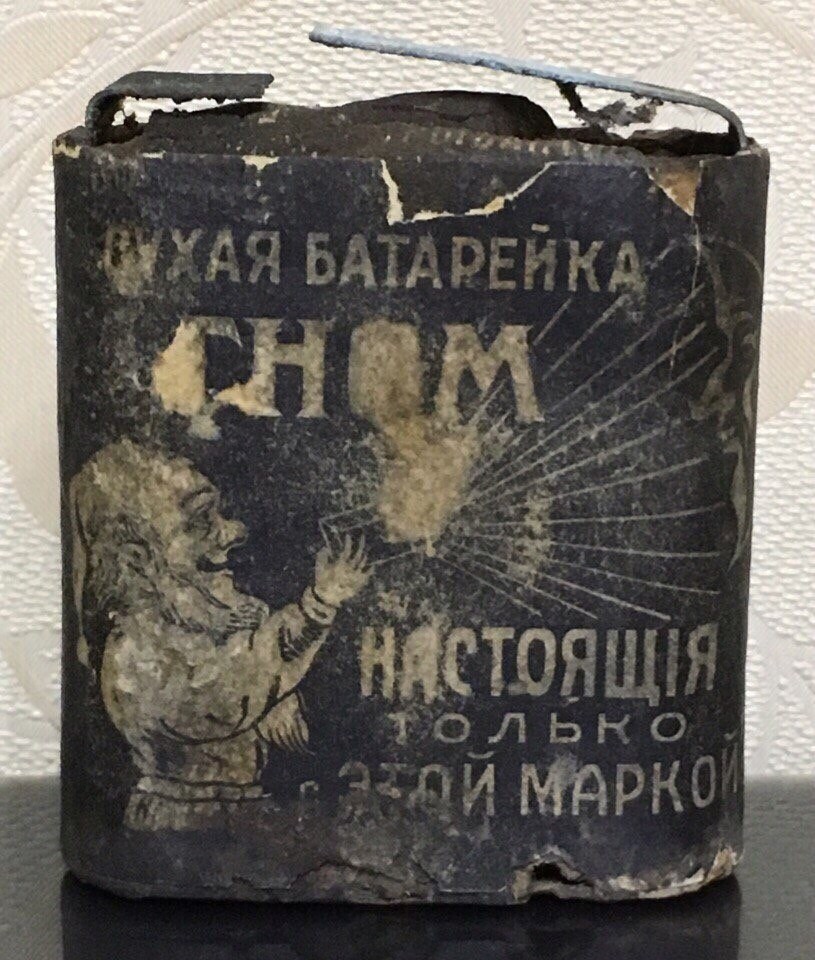 СУХАЯ БАТАРЕЙКА
ГНОМ
НАСТОЯЩІЯ
ТОЛЬКО
С ЭТОЙ МАРКОЙ